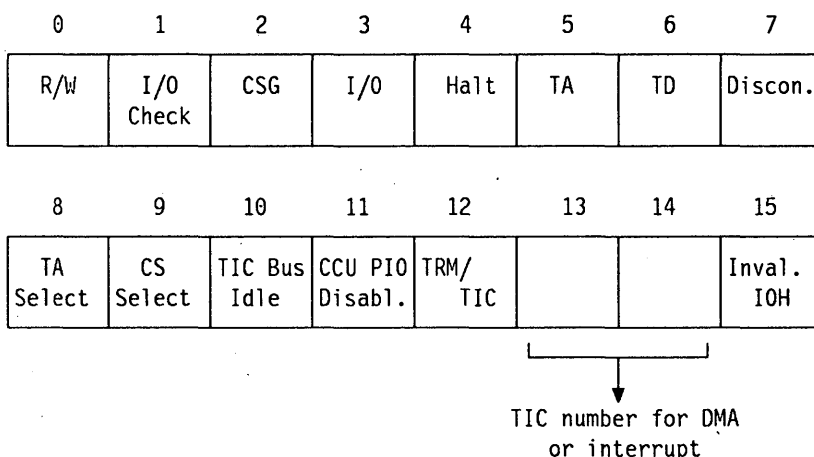 0 1 2 3 4 5 6 7
R/W I/O CSG I/O Halt TA TD Discon.
Check
8 9 10 11 12 13 14 15
TA CS TIC Bus CCU PIO TRM/ Inval.
Select Select Idle Disabl. TIC IOH
TIC number for DMA
or interrupt